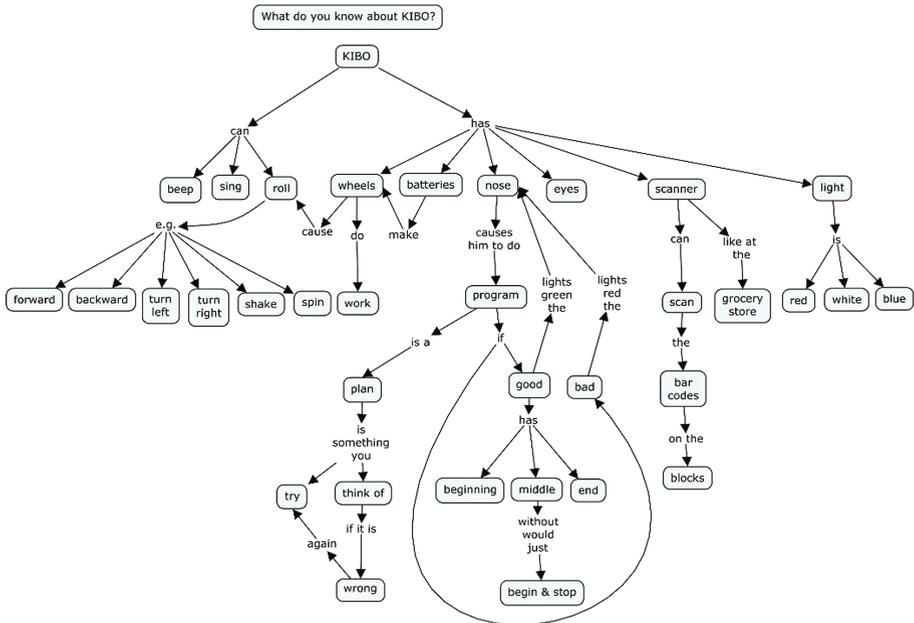 What do you know about KIBO?
KIBO
can
has
beep
sing
roll
wheels
batteries
nose
eyes
scanner
light
e.g.
cause
do
make
causes
him to do
can
like at
the
is
forward
backward
turn
left
turn
right
shake
spin
work
program
lights
green
the
lights
red
the
scan
grocery
store
red
white
blue
is a
if
the
plan
good
bad
bar
codes
is
something
you
has
on the
try
think of
beginning
middle
end
blocks
if it is
again
without
would
just
wrong
begin & stop